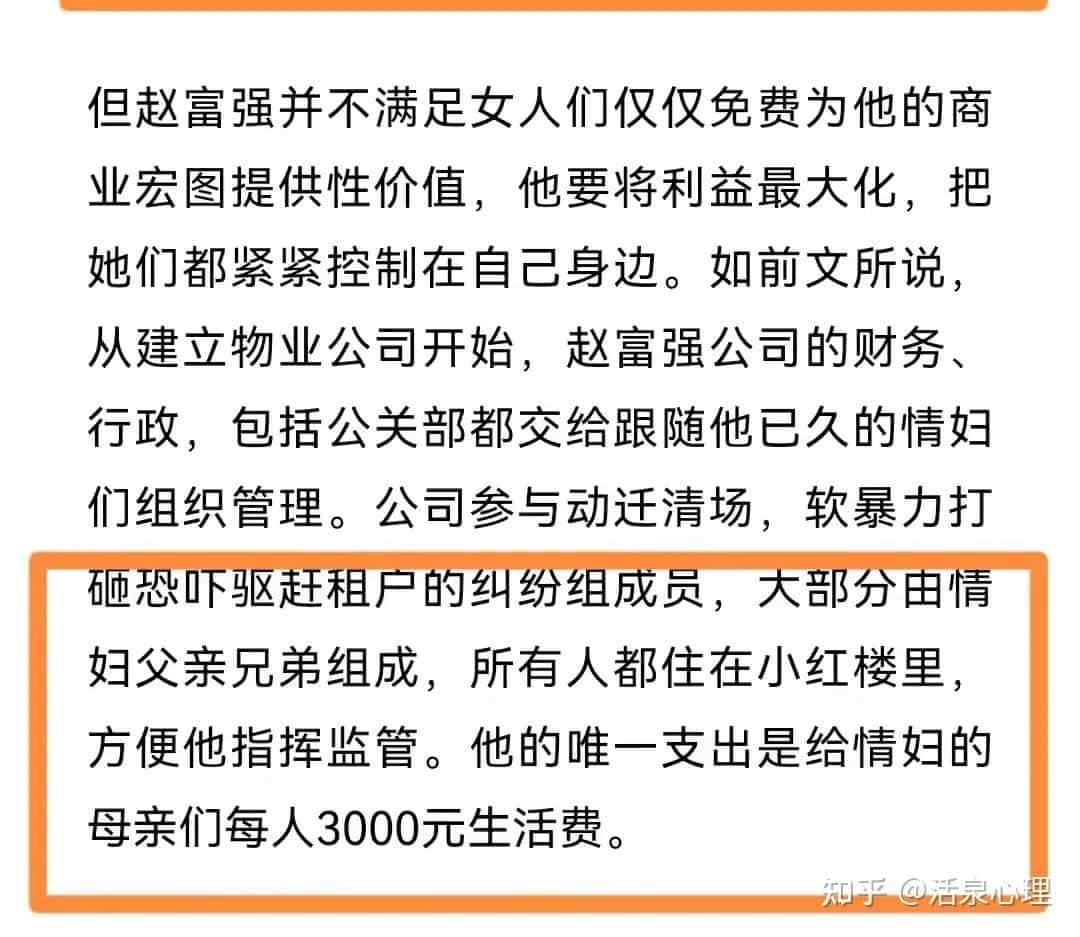 但赵富强并不满足女人们仅仅免费为他的商
业宏图提供性价值，他要将利益最大化，把
她们都紧紧控制在自己身边。如前文所说，
从建立物业公司开始，赵富强公司的财务、
行政，包括公关部都交给跟随他已久的情妇
们组织管理。公司参与动迁清场，软暴力打
砸恐吓驱赶租户的纠纷组成员，大部分由情
妇父亲兄弟组成，所有人都住在小红楼里，
方便他指挥监管。他的唯一支出是给情妇的
母亲们每人3000元生活费。
知乎 @活泉心理